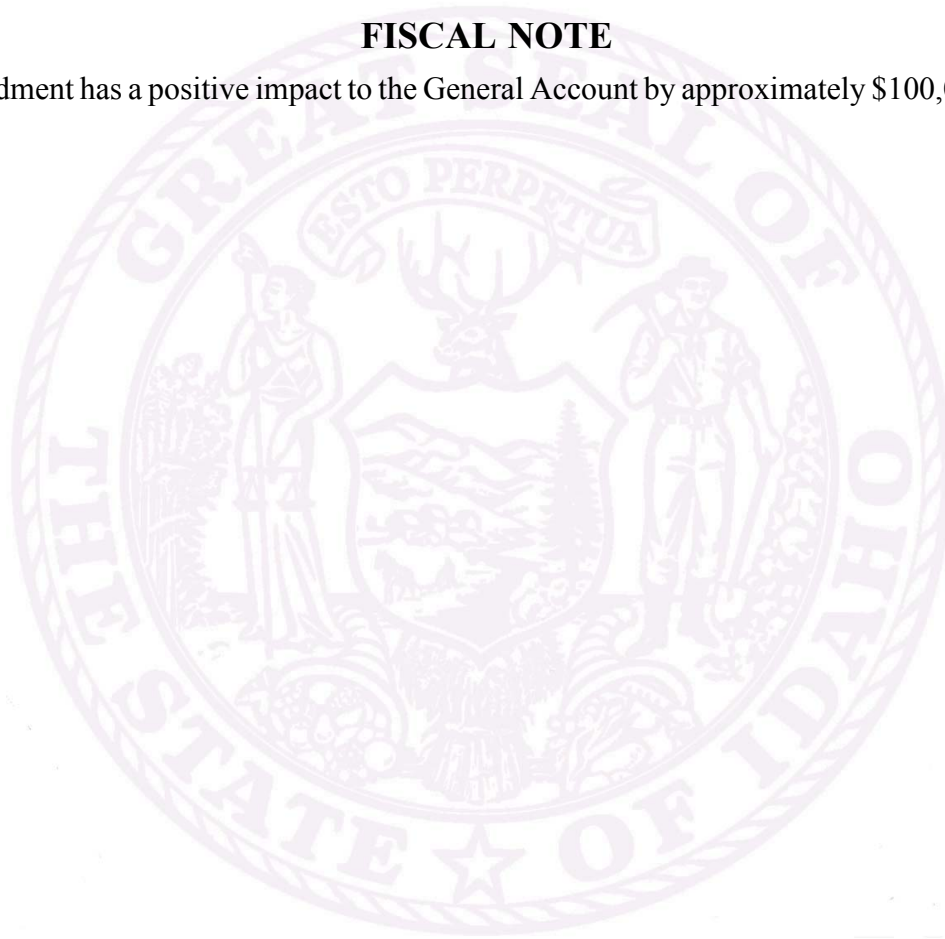 FISCAL NOTE
dment has a positive impact to the General Account by approximately $100,
GREAT SEAL OF
ESTO PERPETUA
THE STATE OF IDAHO